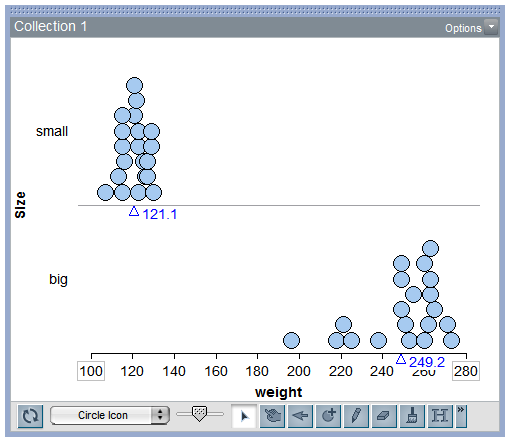 Collection 1 Options
small
SIze
121.1
big
249.2
100 120 140 160 180 200 220 240 260 280
weight
Circle Icon
»